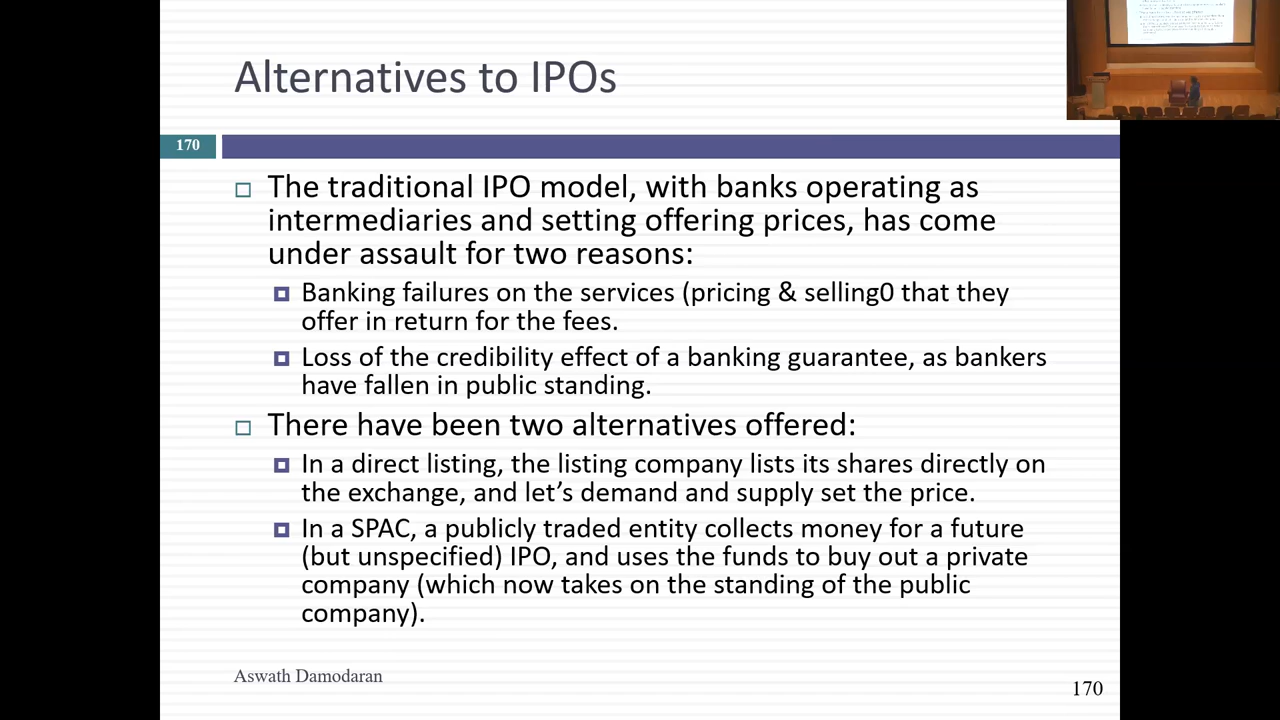 Alternatives to IPOs
170
The traditional IPO model, with banks operating as
intermediaries and setting offering prices, has come
under assault for two reasons:
Banking failures on the services (pricing & selling0 that they
offer in return for the fees.
Loss of the credibility effect of a banking guarantee, as bankers
have fallen in public standing.
There have been two alternatives offered:
In a direct listing, the listing company lists its shares directly on
the exchange, and let’s demand and supply set the price.
In a SPAC, a publicly traded entity collects money for a future
(but unspecified) IPO, and uses the funds to buy out a private
company (which now takes on the standing of the public
company).
Aswath Damodaran
170